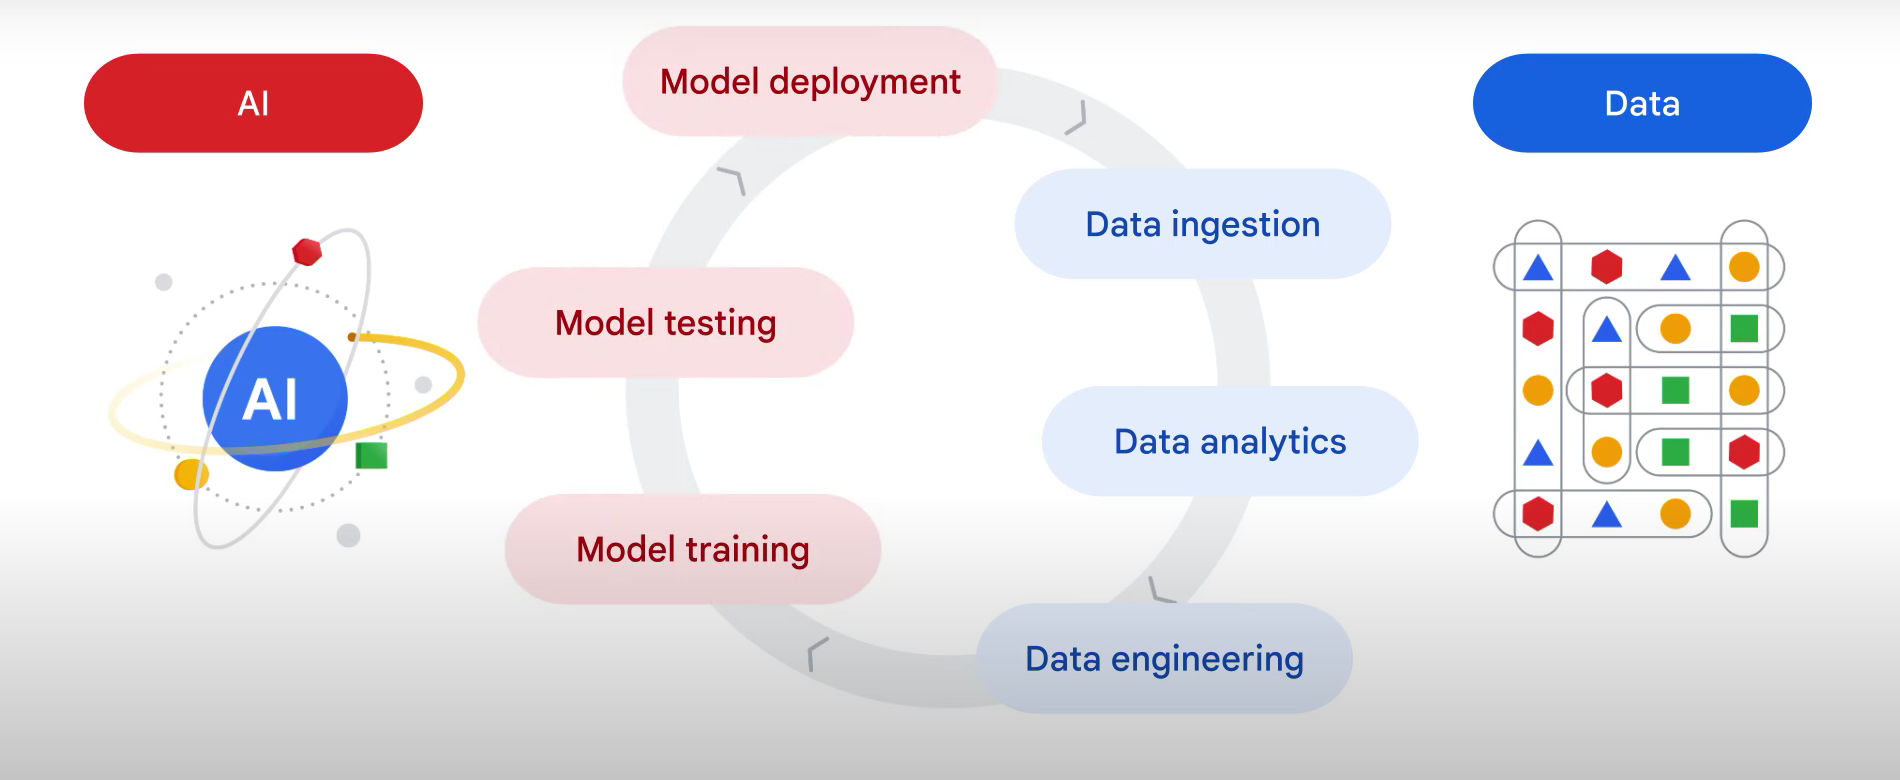 AI
Model deployment
Data
Data ingestion
Model testing
AI
Data analytics
Model training
Data engineering